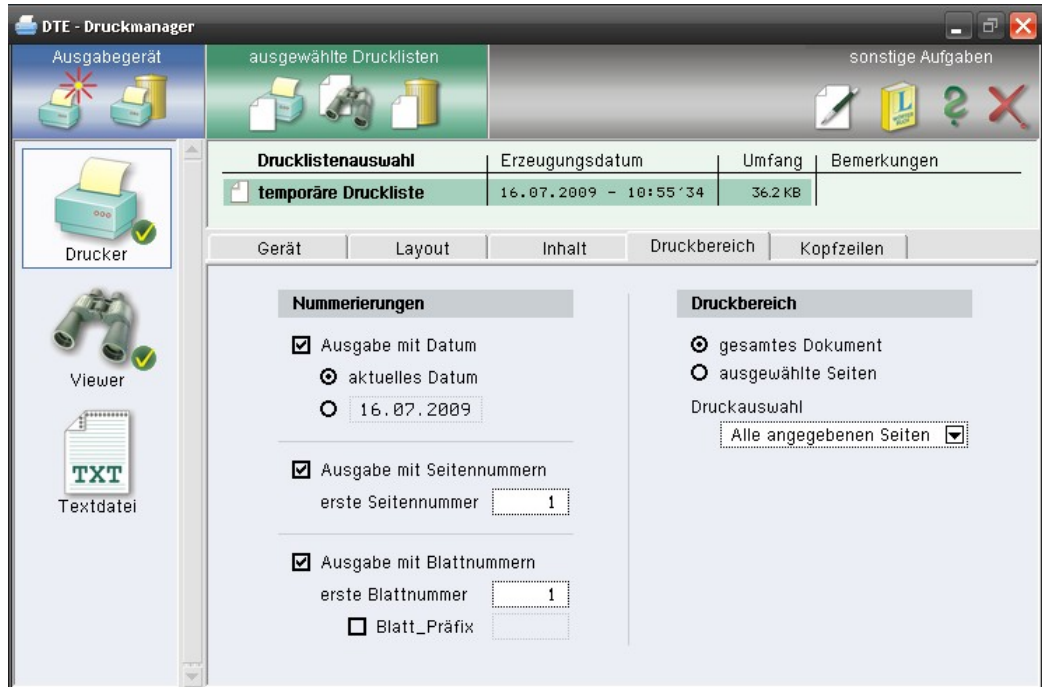 DTE - Druckmanager
Ausgabegerät
ausgewählte Drucklisten
sonstige Aufgaben
L
WÖRTER
BUCH
Drucklistenauswahl Erzeugungsdatum Umfang Bemerkungen
temporäre Druckliste 16.07.2009 - 10:55´34 36.2 KB
Drucker
Viewer
TXT
Textdatei
Gerät Layout Inhalt Druckbereich Kopfzeilen
Nummerierungen
Ausgabe mit Datum
aktuelles Datum
16.07.2009
Ausgabe mit Seitennummern
erste Seitennummer 1
Ausgabe mit Blattnummern
erste Blattnummer 1
Blatt_Präfix
Druckbereich
gesamtes Dokument
ausgewählte Seiten
Druckauswahl
Alle angegebenen Seiten